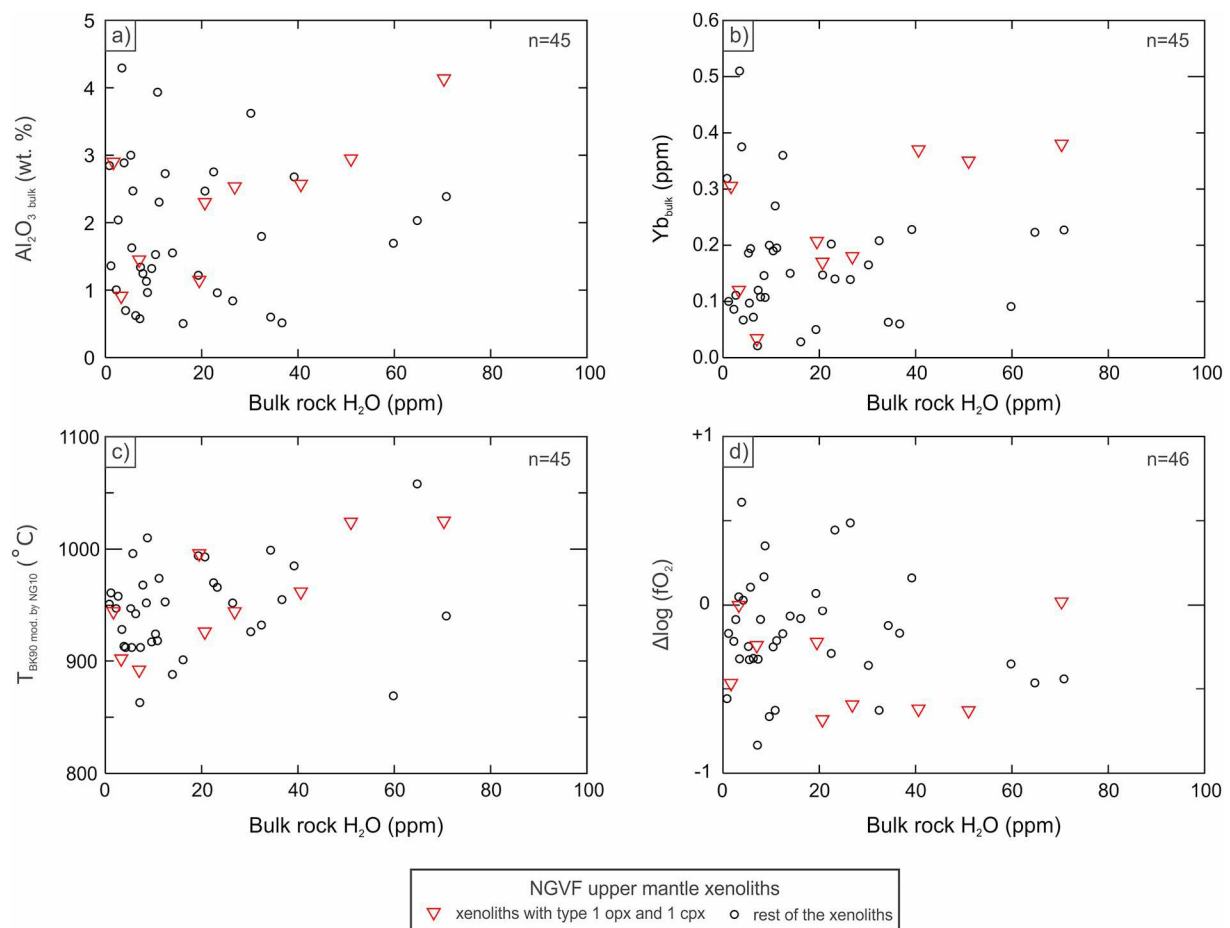 a)
n=45
5
4
3
2
1
0
Al₂O₃ bulk (wt. %)
0 20 40 60 80 100
Bulk rock H₂O (ppm)
b)
n=45
0.6
0.5
0.4
0.3
0.2
0.1
0.0
Yb bulk (ppm)
0 20 40 60 80 100
Bulk rock H₂O (ppm)
c)
n=45
1100
1000
900
800
T BK90 mod. by NG10 (°C)
0 20 40 60 80 100
Bulk rock H₂O (ppm)
d)
n=46
+1
0
-1
Δlog (fO₂)
0 20 40 60 80 100
Bulk rock H₂O (ppm)
NGVF upper mantle xenoliths
xenoliths with type 1 opx and 1 cpx
rest of the xenoliths